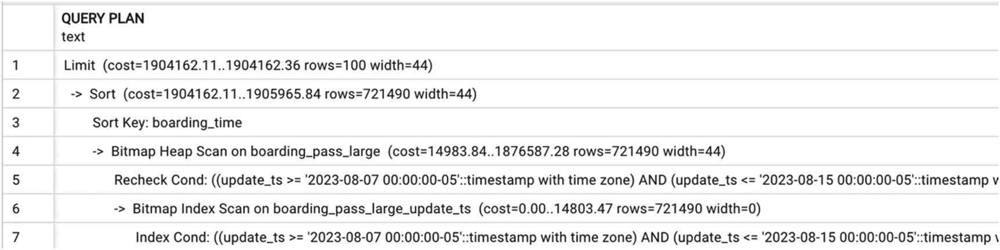 QUERY PLAN
text
1 Limit (cost=1904162.11..1904162.36 rows=100 width=44)
2 -> Sort (cost=1904162.11..1905965.84 rows=721490 width=44)
3 Sort Key: boarding_time
4 -> Bitmap Heap Scan on boarding_pass_large (cost=14983.84..1876587.28 rows=721490 width=44)
5 Recheck Cond: ((update_ts >= '2023-08-07 00:00:00-05'::timestamp with time zone) AND (update_ts <= '2023-08-15 00:00:00-05'::timestamp
6 -> Bitmap Index Scan on boarding_pass_large_update_ts (cost=0.00..14803.47 rows=721490 width=0)
7 Index Cond: ((update_ts >= '2023-08-07 00:00:00-05'::timestamp with time zone) AND (update_ts <= '2023-08-15 00:00:00-05'::timestamp